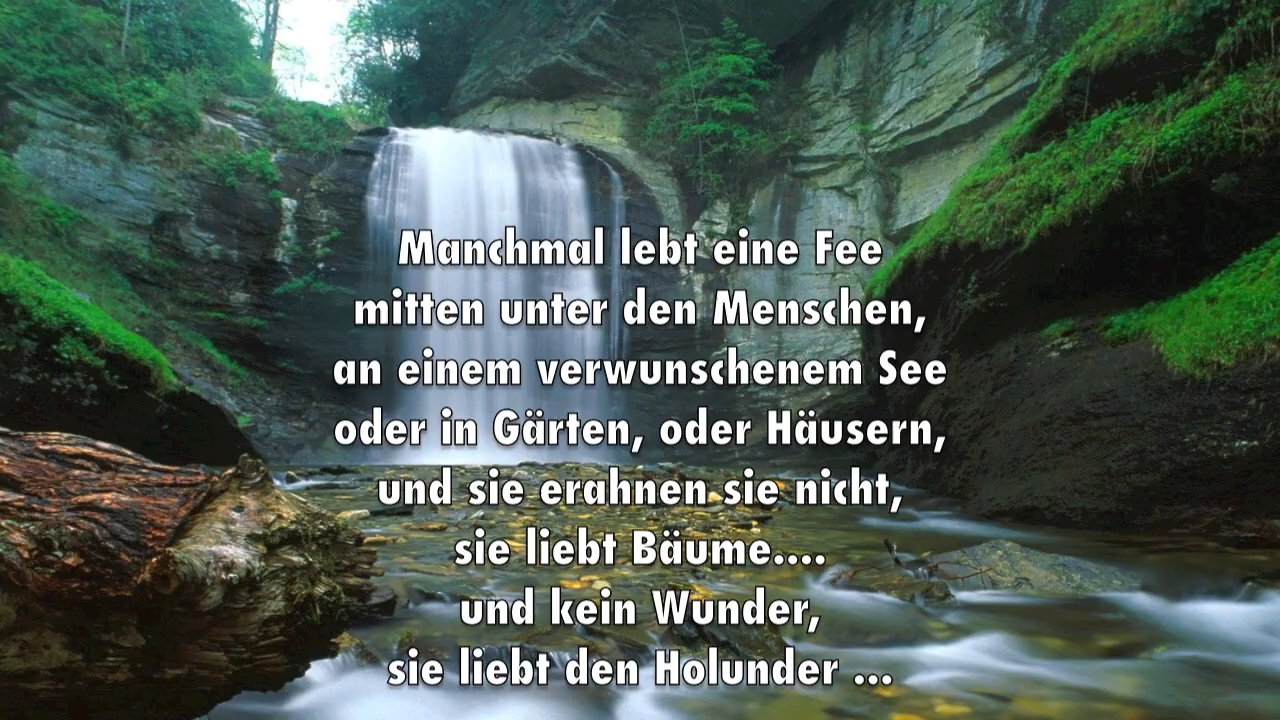 Manchmal lebt eine Fee
mitten unter den Menschen,
an einem verwunschenem See
oder in Gärten, oder Häusern,
und sie erahnen sie nicht,
sie liebt Bäume....
und kein Wunder,
sie liebt den Holunder ...